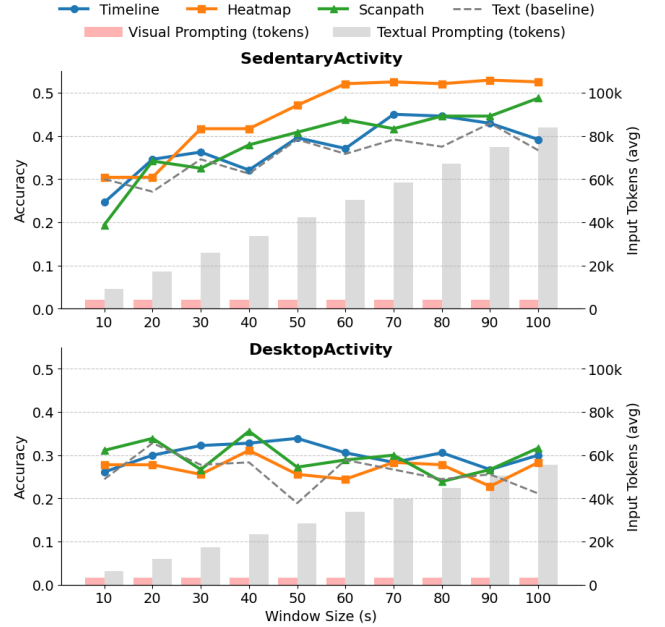 Timeline Heatmap Scanpath Text (baseline)
Visual Prompting (tokens) Textual Prompting (tokens)
SedentaryActivity
0.5 100k
0.4 80k
0.3 60k
0.2 40k
0.1 20k
0.0 0
Accuracy
Input Tokens (avg)
10 20 30 40 50 60 70 80 90 100
DesktopActivity
0.5 100k
0.4 80k
0.3 60k
0.2 40k
0.1 20k
0.0 0
Accuracy
Input Tokens (avg)
10 20 30 40 50 60 70 80 90 100
Window Size (s)